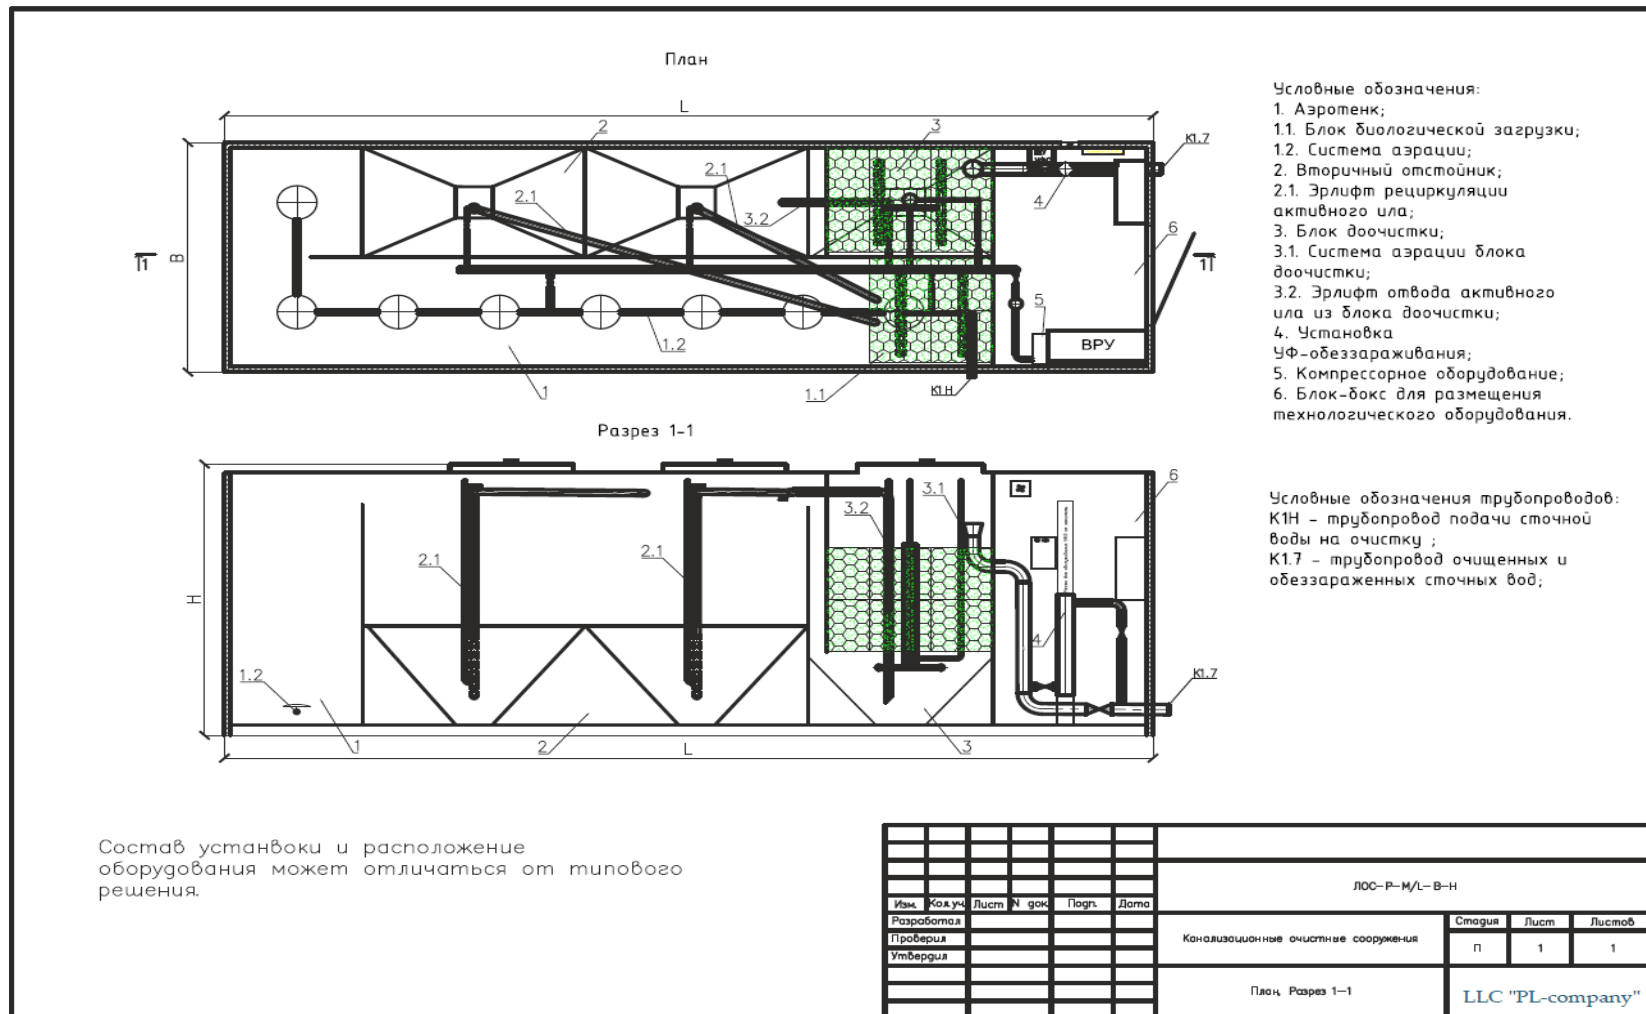 План
L
2
3
К1.7
2.1
2.1
3.2
4
6
B
1
1
5
ВРУ
1.2
1
1.1
К1Н
Условные обозначения:
1. Аэротенк;
1.1. Блок биологической загрузки;
1.2. Система аэрации;
2. Вторичный отстойник;
2.1. Эрлифт рециркуляции
активного ила;
3. Блок доочистки;
3.1. Система аэрации блока
доочистки;
3.2. Эрлифт отвода активного
ила из блока доочистки;
4. Установка
УФ-обеззараживания;
5. Компрессорное оборудование;
6. Блок-бокс для размещения
технологического оборудования.
Разрез 1-1
3.1
6
3.2
2.1
2.1
H
4
1.2
К1.7
1
2
L
3
Условные обозначения трубопроводов:
К1Н - трубопровод подачи сточной
воды на очистку ;
К1.7 - трубопровод очищенных и
обеззараженных сточных вод;
Состав установки и расположение
оборудования может отличаться от типового
решения.
ЛОС-Р-М/L-B-H
Изм. Кол.уч. Лист N док. Подп. Дата
Разработал
Проверил
Утвердил
Канализационные очистные сооружения
Стадия Лист Листов
П 1 1
План, Разрез 1-1
LLC "PL-company"